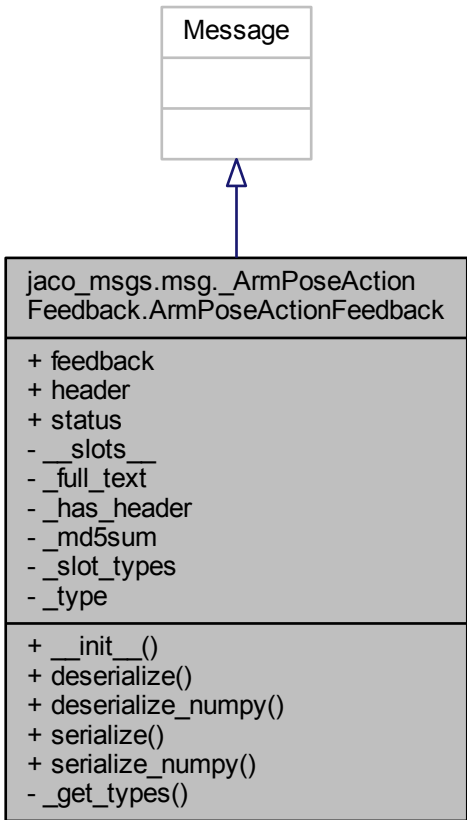 Message
jaco_msgs.msg._ArmPoseAction
Feedback.ArmPoseActionFeedback
+ feedback
+ header
+ status
- __slots__
- _full_text
- _has_header
- _md5sum
- _slot_types
- _type
+ __init__()
+ deserialize()
+ deserialize_numpy()
+ serialize()
+ serialize_numpy()
- _get_types()